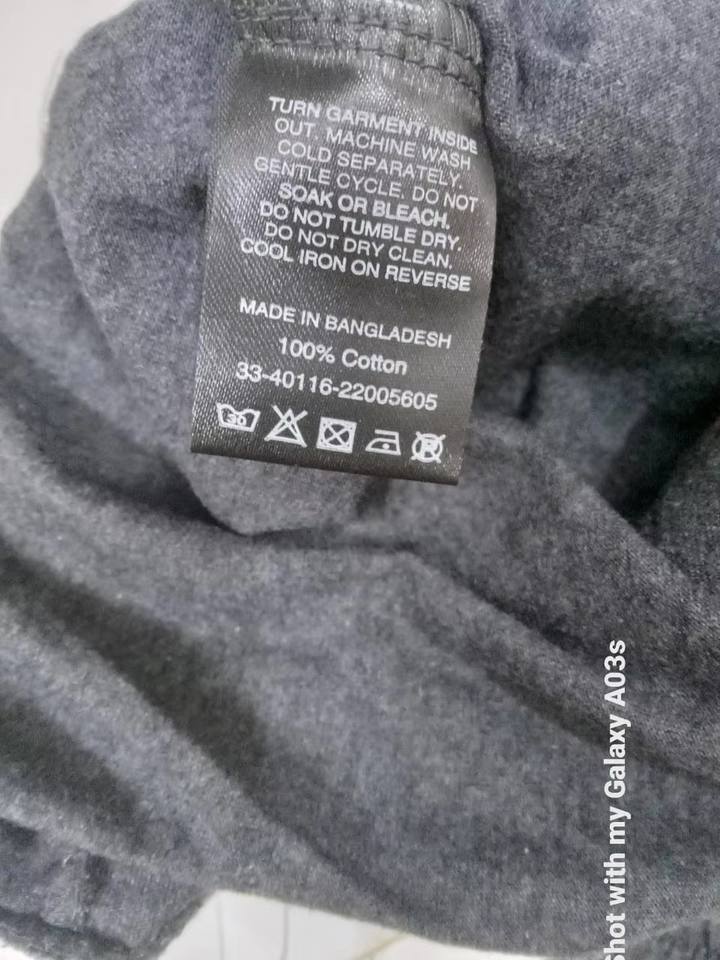 TURN GARMENT INSIDE
OUT. MACHINE WASH
COLD SEPARATELY.
GENTLE CYCLE. DO NOT
SOAK OR BLEACH.
DO NOT TUMBLE DRY.
DO NOT DRY CLEAN.
COOL IRON ON REVERSE
MADE IN BANGLADESH
100% Cotton
33-40116-22005605
30
Shot with my Galaxy A03s